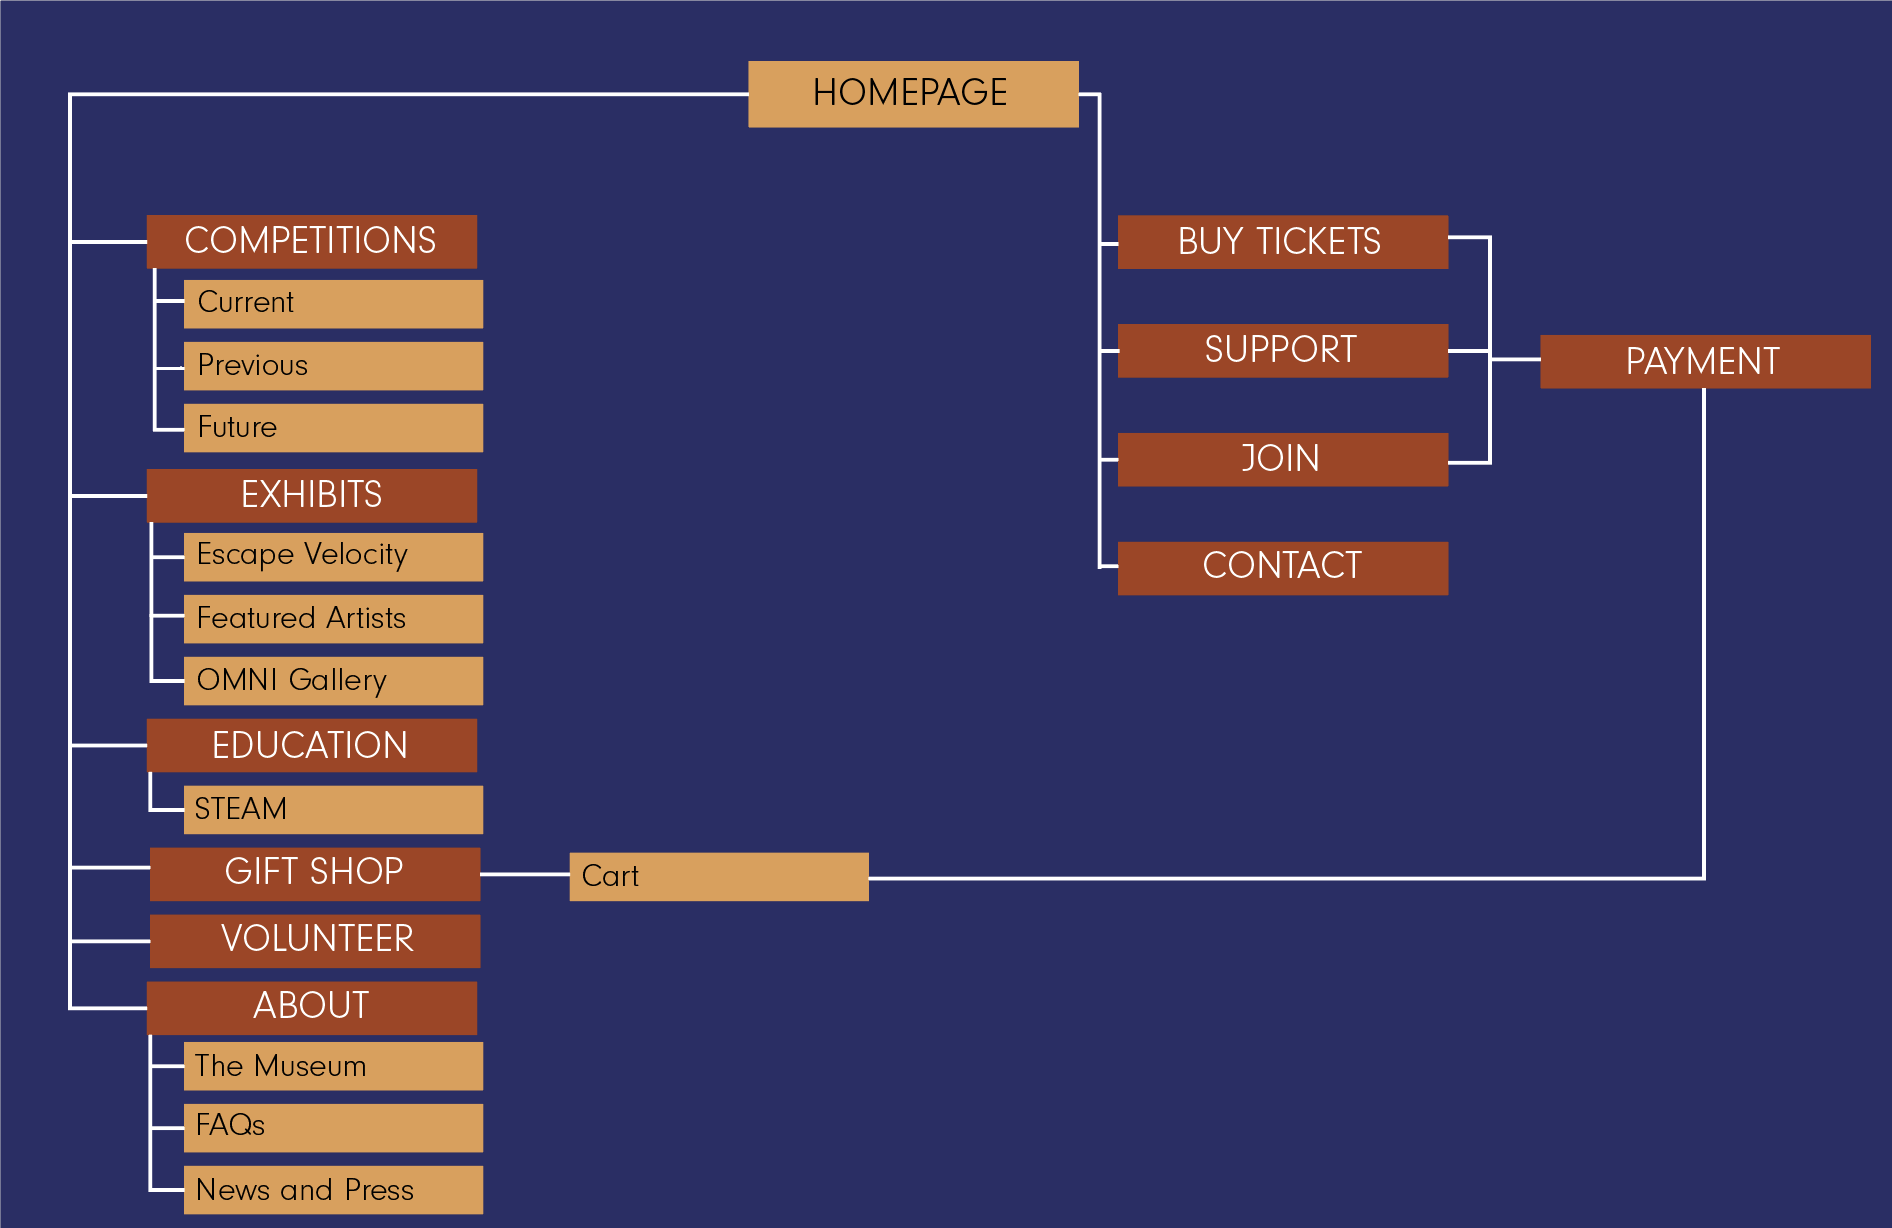 HOMEPAGE
COMPETITIONS
Current
Previous
Future
EXHIBITS
Escape Velocity
Featured Artists
OMNI Gallery
EDUCATION
STEAM
GIFT SHOP
Cart
VOLUNTEER
ABOUT
The Museum
FAQs
News and Press
BUY TICKETS
SUPPORT
JOIN
CONTACT
PAYMENT